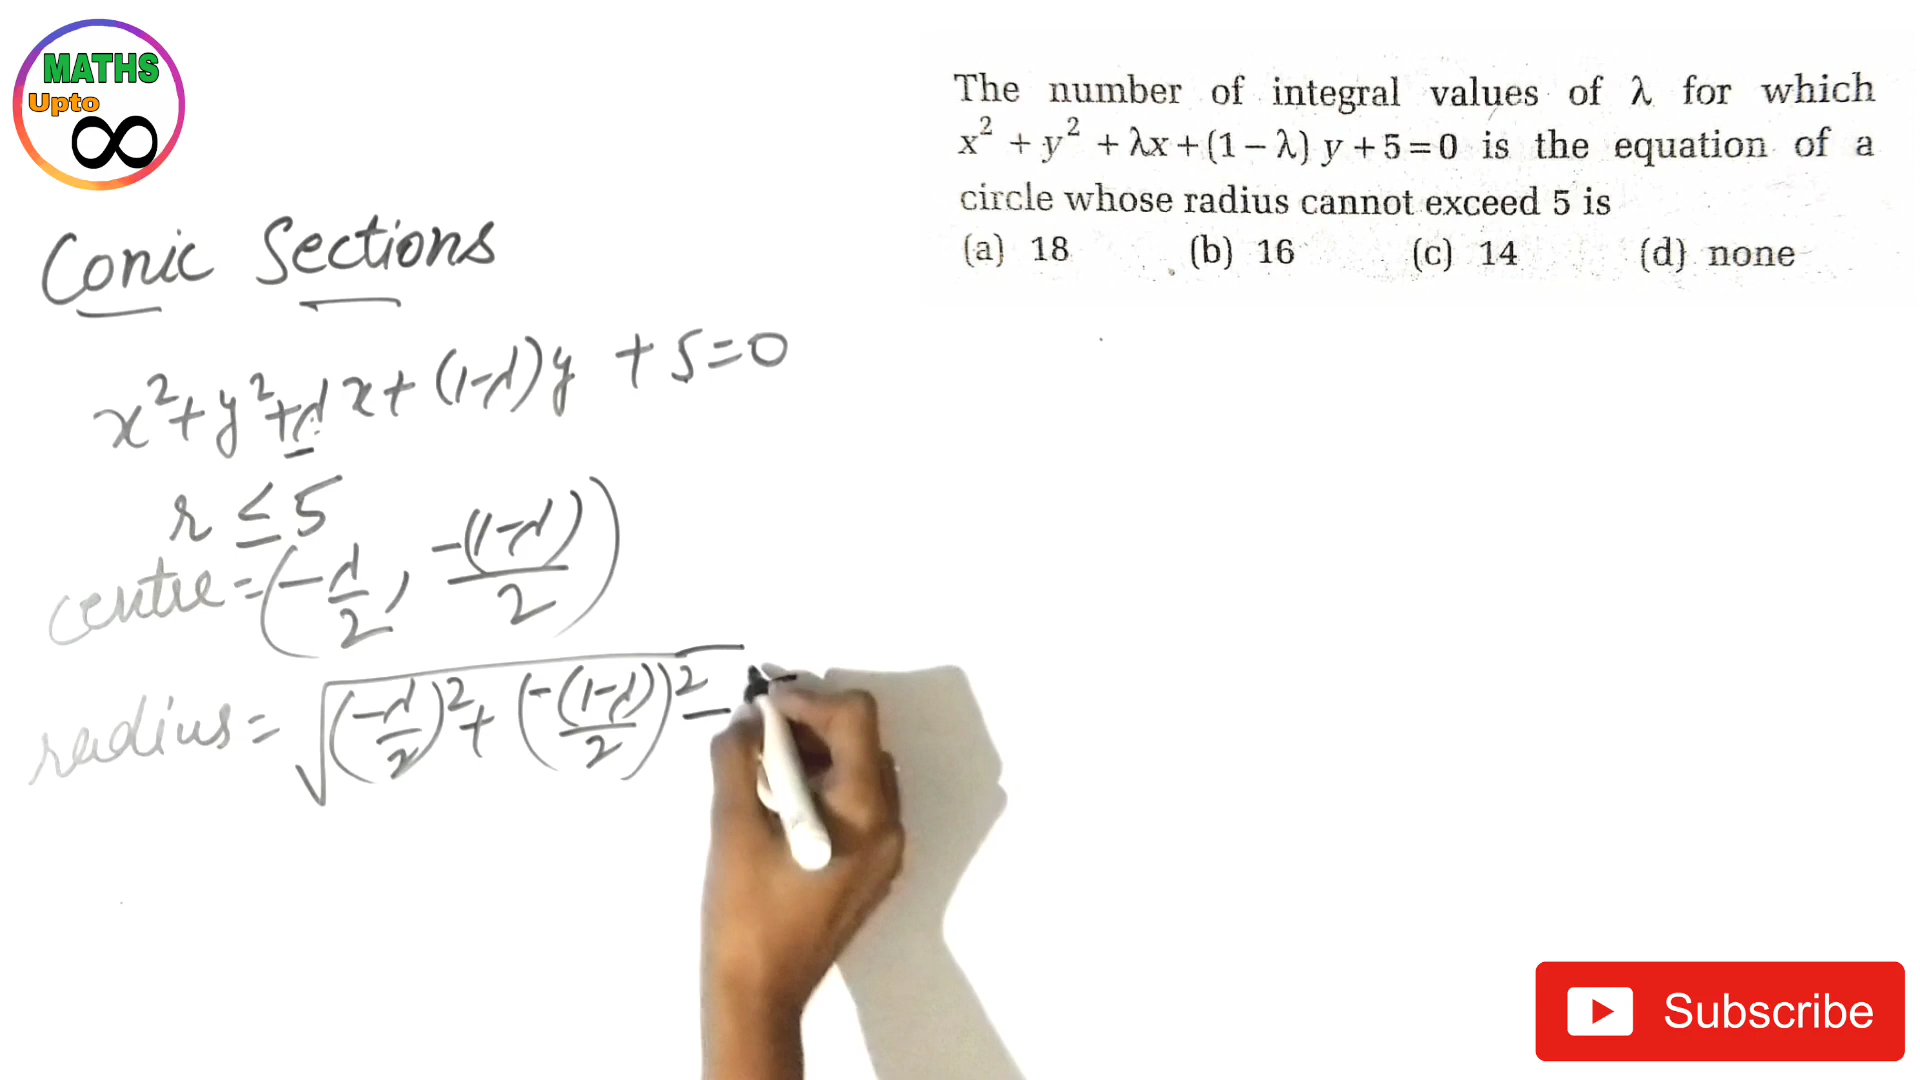 MATHS
Upto
∞
The number of integral values of λ for which
x² + y² + λx + (1 − λ) y + 5 = 0 is the equation of a
circle whose radius cannot exceed 5 is
(a) 18 (b) 16 (c) 14 (d) none
Conic Sections
x² + y² + λx + (1-λ)y + 5 = 0
r ≤ 5
centre = (-λ/2, -(1-λ)/2)
radius = √((-λ/2)² + (-(1-λ)/2)² -
Subscribe